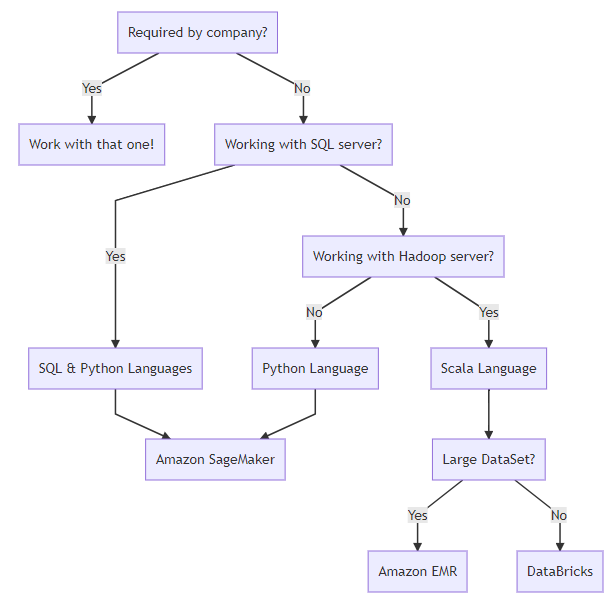 Required by company?
Yes
No
Work with that one!
Working with SQL server?
No
Yes
Working with Hadoop server?
No
Yes
SQL & Python Languages
Python Language
Scala Language
Amazon SageMaker
Large DataSet?
Yes
No
Amazon EMR
DataBricks